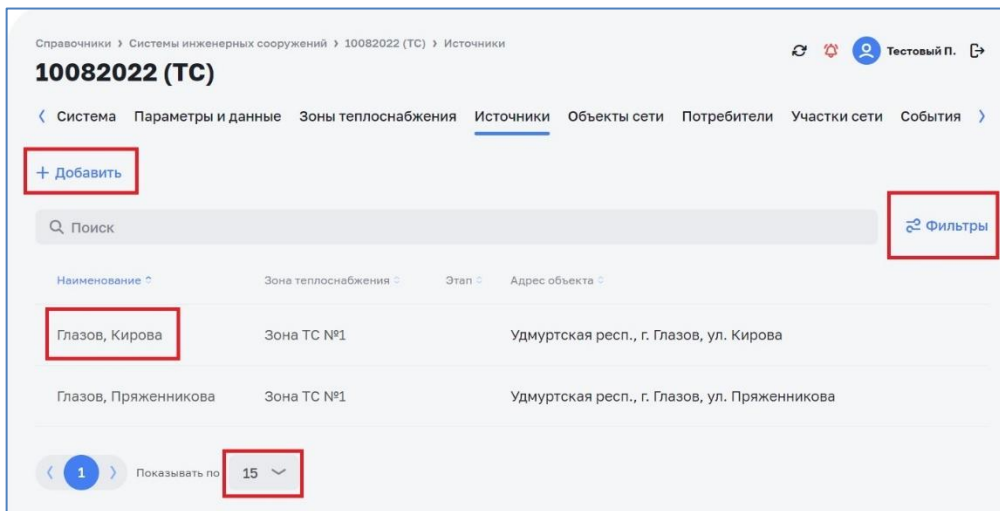 Справочники › Системы инженерных сооружений › 10082022 (ТС) › Источники
Тестовый П.
10082022 (ТС)
Система Параметры и данные Зоны теплоснабжения Источники Объекты сети Потребители Участки сети События
+ Добавить
Поиск
Фильтры
Наименование Зона теплоснабжения Этап Адрес объекта
Глазов, Кирова Зона ТС №1 Удмуртская респ., г. Глазов, ул. Кирова
Глазов, Пряженникова Зона ТС №1 Удмуртская респ., г. Глазов, ул. Пряженникова
1 Показывать по 15